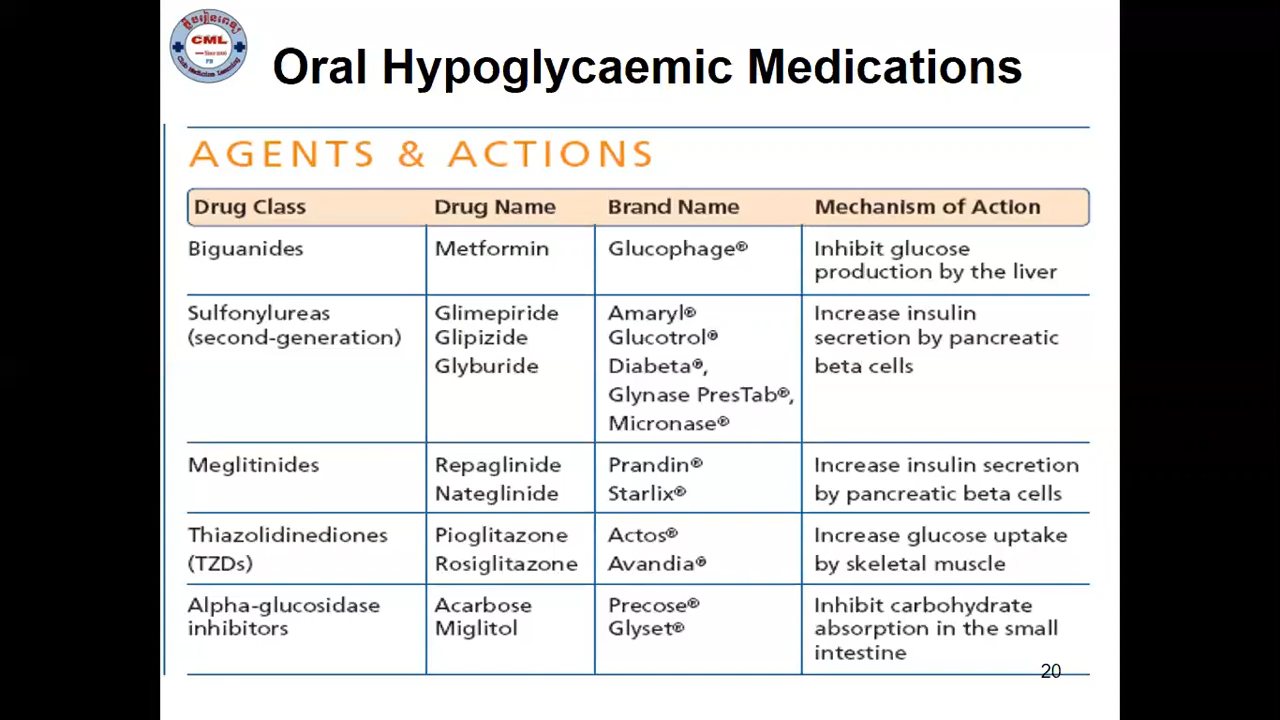 CML
Oral Hypoglycaemic Medications
AGENTS & ACTIONS
Drug Class Drug Name Brand Name Mechanism of Action
Biguanides Metformin Glucophage® Inhibit glucose
production by the liver
Sulfonylureas Glimepiride Amaryl® Increase insulin
(second-generation) Glipizide Glucotrol® secretion by pancreatic
Glyburide Diabeta®, beta cells
Glynase PresTab®,
Micronase®
Meglitinides Repaglinide Prandin® Increase insulin secretion
Nateglinide Starlix® by pancreatic beta cells
Thiazolidinediones Pioglitazone Actos® Increase glucose uptake
(TZDs) Rosiglitazone Avandia® by skeletal muscle
Alpha-glucosidase Acarbose Precose® Inhibit carbohydrate
inhibitors Miglitol Glyset® absorption in the small
intestine
20